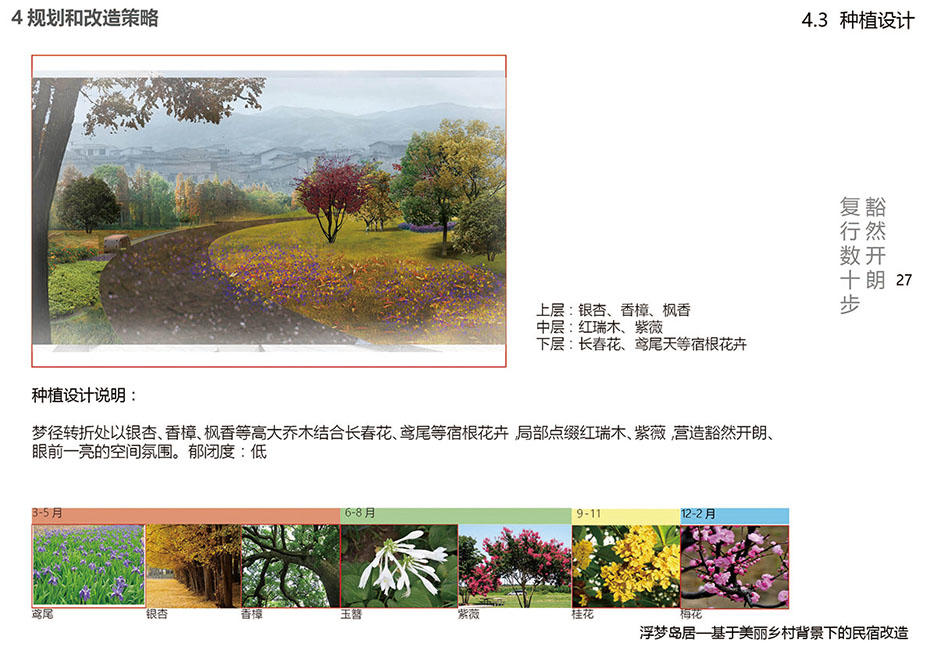 4 规划和改造策略
4.3 种植设计
豁然开朗
复行数十步
27
上层：银杏、香樟、枫香
中层：红瑞木、紫薇
下层：长春花、鸢尾天等宿根花卉
种植设计说明：
梦径转折处以银杏、香樟、枫香等高大乔木结合长春花、鸢尾等宿根花卉 ,局部点缀红瑞木、紫薇 ,营造豁然开朗、
眼前一亮的空间氛围。郁闭度：低
3-5 月
6-8 月
9-11
12-2 月
鸢尾
银杏
香樟
玉簪
紫薇
桂花
梅花
浮梦岛居—基于美丽乡村背景下的民宿改造